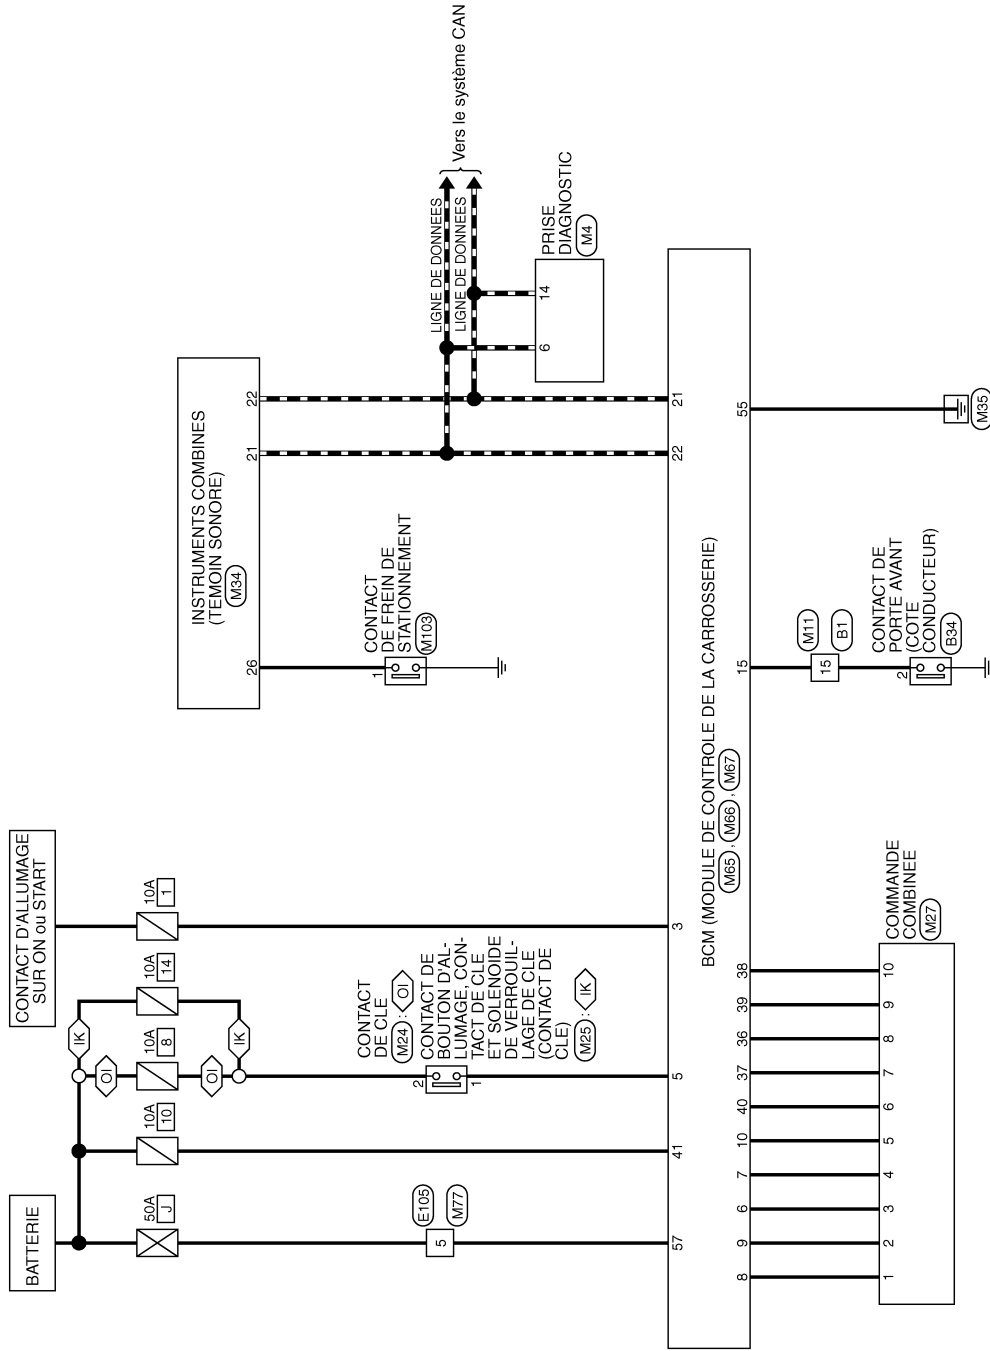 BATTERIE
CONTACT D'ALLUMAGE
SUR ON ou START
50A
J
10A
10
10A
8
10A
14
10A
1
OI
OI
IK
IK
E105
M77
5
CONTACT
DE CLE
M24 : OI
CONTACT DE
BOUTON D'AL-
LUMAGE, CON-
TACT DE CLE
ET SOLENOIDE
DE VERROUIL-
LAGE DE CLE
(CONTACT DE
CLE)
M25 : IK
2
1
INSTRUMENTS COMBINES
(TEMOIN SONORE)
M34
26
21
22
CONTACT
DE FREIN DE
STATIONNEMENT
M103
1
LIGNE DE DONNEES
LIGNE DE DONNEES
Vers le système CAN
PRISE
DIAGNOSTIC
M4
6
14
57
41
5
3
22
21
BCM (MODULE DE CONTROLE DE LA CARROSSERIE)
M65 , M66 , M67
8
9
6
7
10
40
37
36
39
38
15
55
1
2
3
4
5
6
7
8
9
10
COMMANDE
COMBINEE
M27
15
M11
B1
2
CONTACT DE
PORTE AVANT
(COTE
CONDUCTEUR)
B34
M35